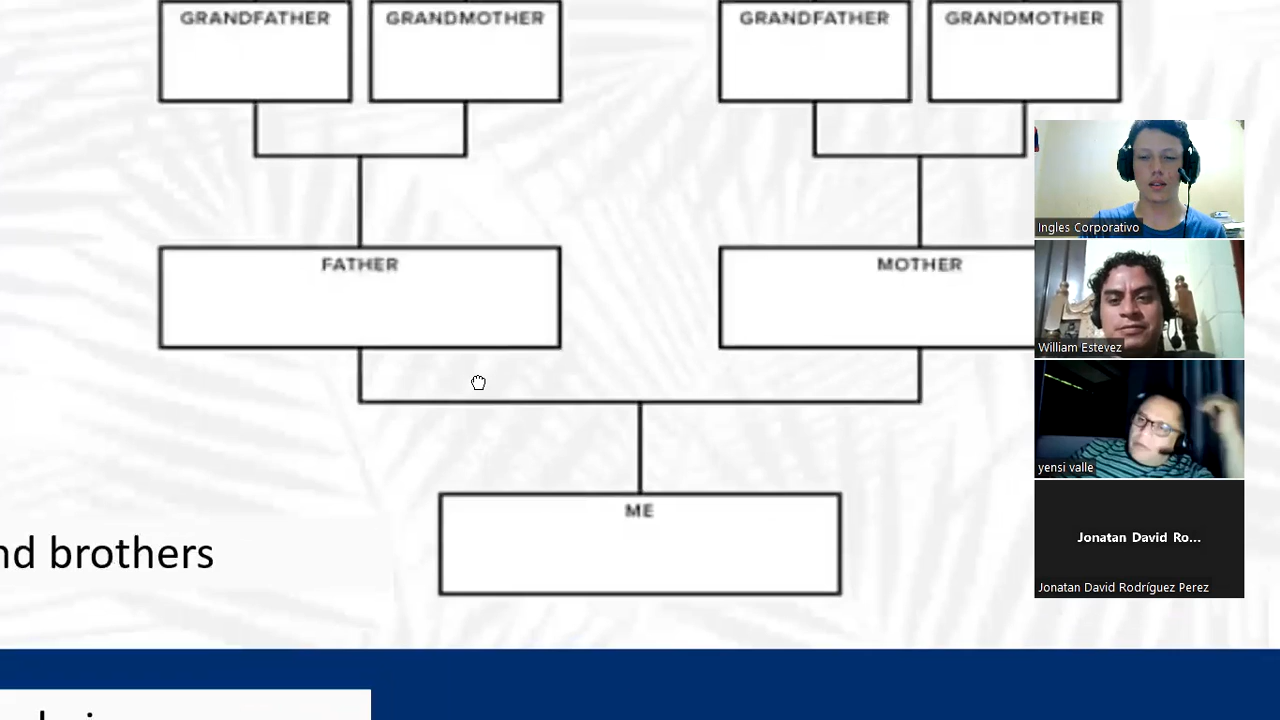 GRANDFATHER
GRANDMOTHER
GRANDFATHER
GRANDMOTHER
Ingles Corporativo
FATHER
MOTHER
William Estevez
yensi valle
ME
Jonatan David Ro...
nd brothers
Jonatan David Rodríguez Perez